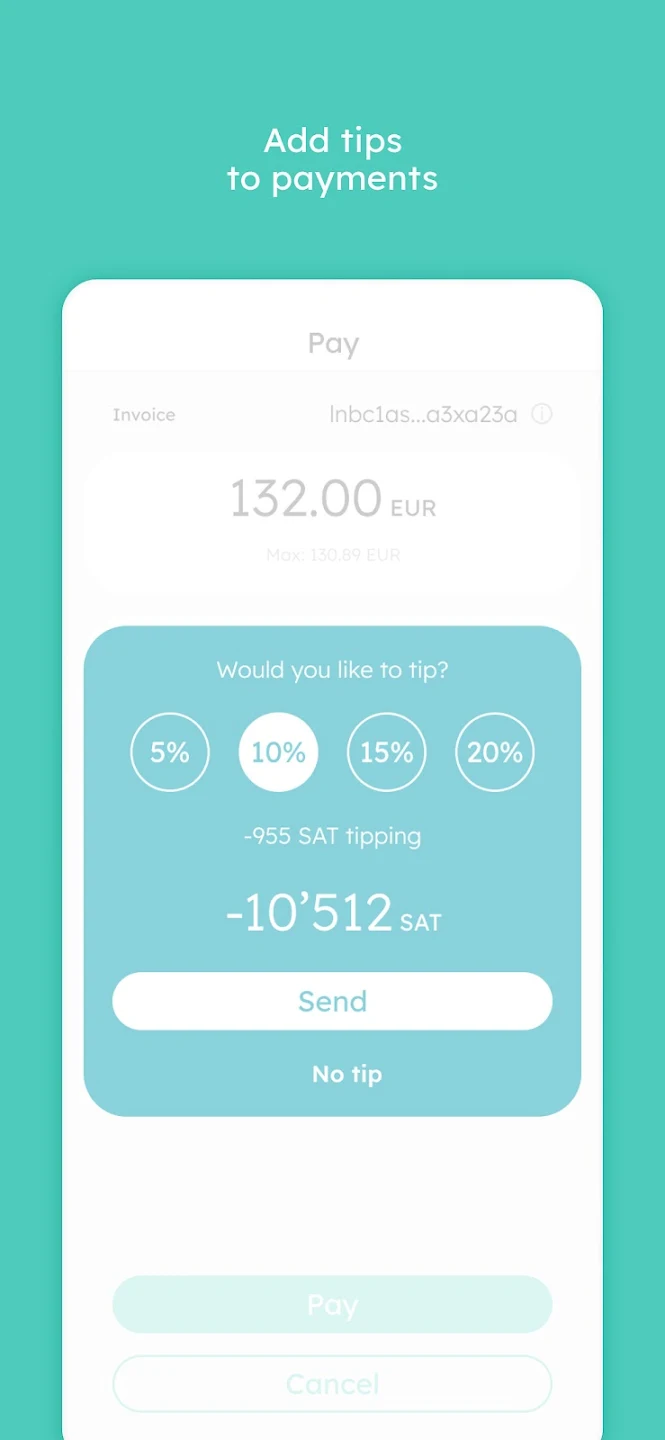 Add tips
to payments
Pay
Invoice lnbc1as...a3xa23a
132.00 EUR
Max: 130.89 EUR
Would you like to tip?
5% 10% 15% 20%
-955 SAT tipping
-10’512 SAT
Send
No tip
Pay
Cancel